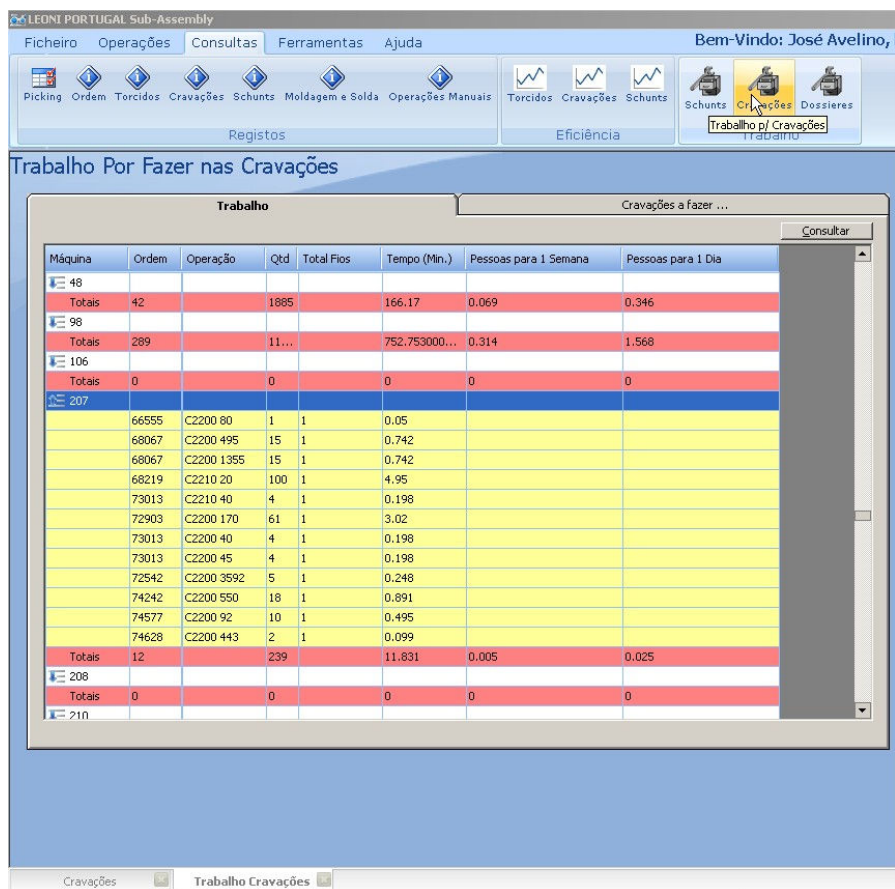 LEONI PORTUGAL Sub-Assembly
Ficheiro Operações Consultas Ferramentas Ajuda Bem-Vindo: José Avelino,
Picking Ordem Torcidos Cravações Schunts Moldagem e Solda Operações Manuais Torcidos Cravações Schunts Schunts Cravações Dossieres
Traballho p/ Cravações
Registos Eficiência Trabalho
Trabalho Por Fazer nas Cravações
Trabalho Cravações a fazer ...
Consultar
Máquina Ordem Operação Qtd Total Fios Tempo (Min.) Pessoas para 1 Semana Pessoas para 1 Dia
48
Totais 42 1885 166.17 0.069 0.346
98
Totais 289 11... 752.753000... 0.314 1.568
106
Totais 0 0 0 0 0
207
66555 C2200 80 1 1 0.05
68067 C2200 495 15 1 0.742
68067 C2200 1355 15 1 0.742
68219 C2210 20 100 1 4.95
73013 C2210 40 4 1 0.198
72903 C2200 170 61 1 3.02
73013 C2200 40 4 1 0.198
73013 C2200 45 4 1 0.198
72542 C2200 3592 5 1 0.248
74242 C2200 550 18 1 0.891
74577 C2200 92 10 1 0.495
74628 C2200 443 2 1 0.099
Totais 12 239 11.831 0.005 0.025
208
Totais 0 0 0 0 0
210
Cravações Trabalho Cravações